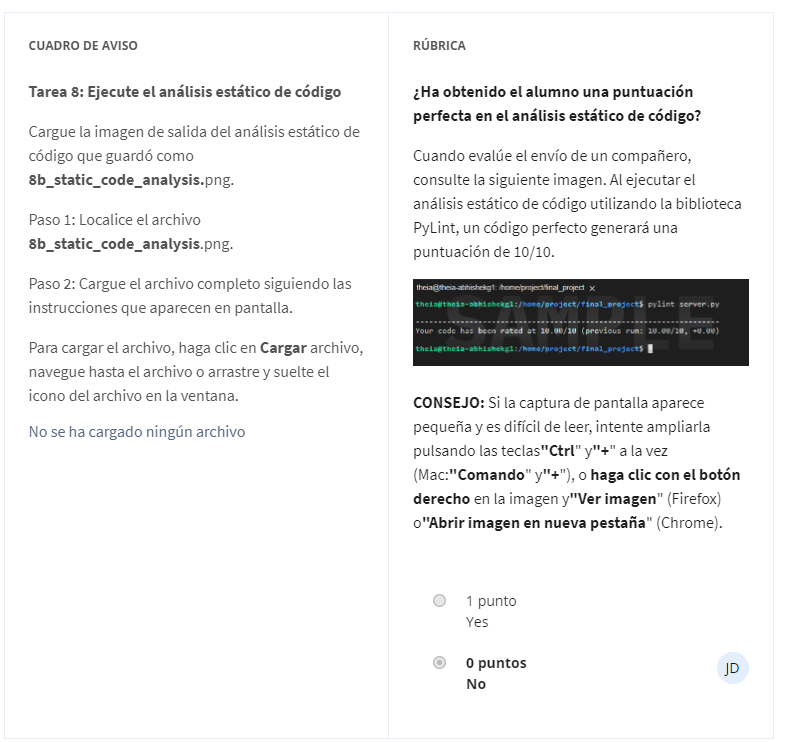 CUADRO DE AVISO
Tarea 8: Ejecute el análisis estático de código
Cargue la imagen de salida del análisis estático de
código que guardó como
8b_static_code_analysis.png.
Paso 1: Localice el archivo
8b_static_code_analysis.png.
Paso 2: Cargue el archivo completo siguiendo las
instrucciones que aparecen en pantalla.
Para cargar el archivo, haga clic en Cargar archivo,
navegue hasta el archivo o arrastre y suelte el
icono del archivo en la ventana.
No se ha cargado ningún archivo
RÚBRICA
¿Ha obtenido el alumno una puntuación
perfecta en el análisis estático de código?
Cuando evalúe el envío de un compañero,
consulte la siguiente imagen. Al ejecutar el
análisis estático de código utilizando la biblioteca
PyLint, un código perfecto generará una
puntuación de 10/10.
theia@theia-abhishekg1: /home/project/final_project ×
theia@theia-abhishekg1:/home/project/final_project$ pylint server.py
------------------------------------
Your code has been rated at 10.00/10 (previous run: 10.00/10, +0.00)
theia@theia-abhishekg1:/home/project/final_project$
SAMPLE
CONSEJO: Si la captura de pantalla aparece
pequeña y es difícil de leer, intente ampliarla
pulsando las teclas"Ctrl" y"+" a la vez
(Mac:"Comando" y"+"), o haga clic con el botón
derecho en la imagen y"Ver imagen" (Firefox)
o"Abrir imagen en nueva pestaña" (Chrome).
1 punto
Yes
0 puntos
No
JD